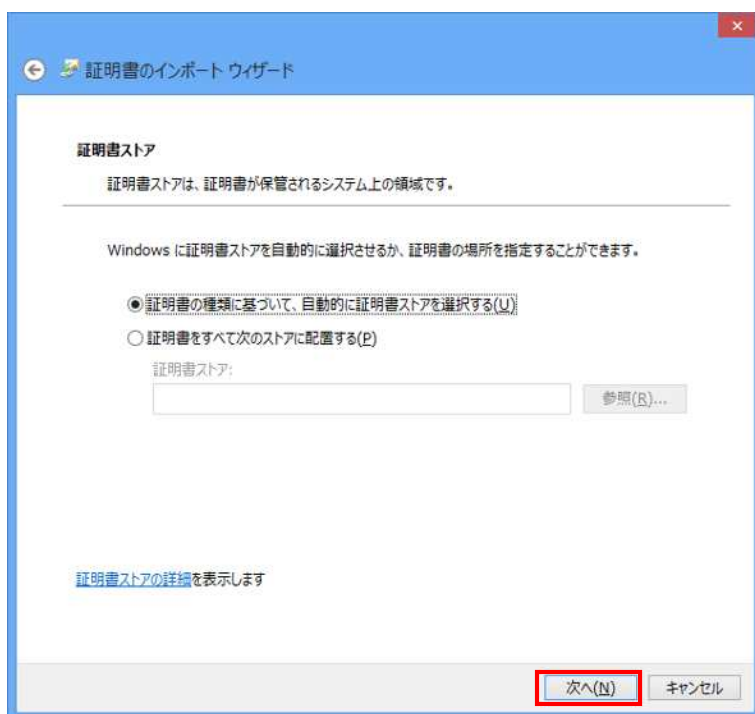 証明書のインポート ウィザード
証明書ストア
証明書ストアは、証明書が保管されるシステム上の領域です。
Windows に証明書ストアを自動的に選択させるか、証明書の場所を指定することができます。
証明書の種類に基づいて、自動的に証明書ストアを選択する(U)
証明書をすべて次のストアに配置する(P)
証明書ストア:
参照(R)...
証明書ストアの詳細を表示します
次へ(N)
キャンセル